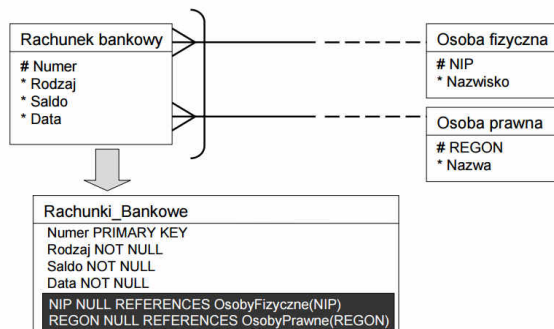 Rachunek bankowy
# Numer
* Rodzaj
* Saldo
* Data
Osoba fizyczna
# NIP
* Nazwisko
Osoba prawna
# REGON
* Nazwa
Rachunki_Bankowe
Numer PRIMARY KEY
Rodzaj NOT NULL
Saldo NOT NULL
Data NOT NULL
NIP NULL REFERENCES OsobyFizyczne(NIP)
REGON NULL REFERENCES OsobyPrawne(REGON)